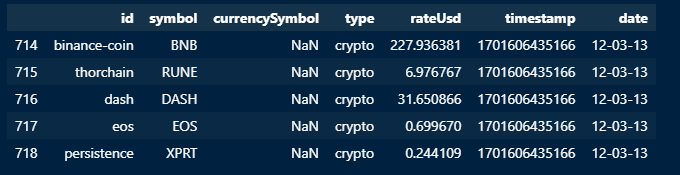 id symbol currencySymbol type rateUsd timestamp date
714 binance-coin BNB NaN crypto 227.936381 1701606435166 12-03-13
715 thorchain RUNE NaN crypto 6.976767 1701606435166 12-03-13
716 dash DASH NaN crypto 31.650866 1701606435166 12-03-13
717 eos EOS NaN crypto 0.699670 1701606435166 12-03-13
718 persistence XPRT NaN crypto 0.244109 1701606435166 12-03-13